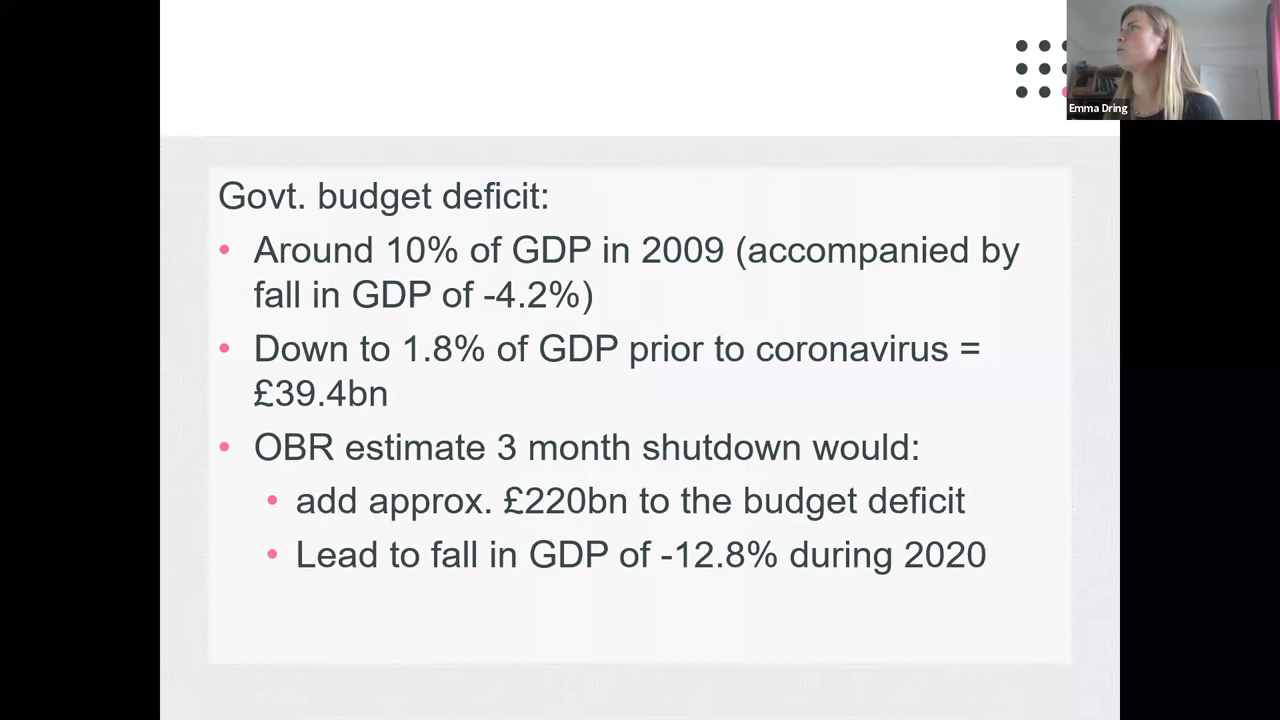 Emma Dring
Govt. budget deficit:
• Around 10% of GDP in 2009 (accompanied by
fall in GDP of -4.2%)
• Down to 1.8% of GDP prior to coronavirus =
£39.4bn
• OBR estimate 3 month shutdown would:
• add approx. £220bn to the budget deficit
• Lead to fall in GDP of -12.8% during 2020